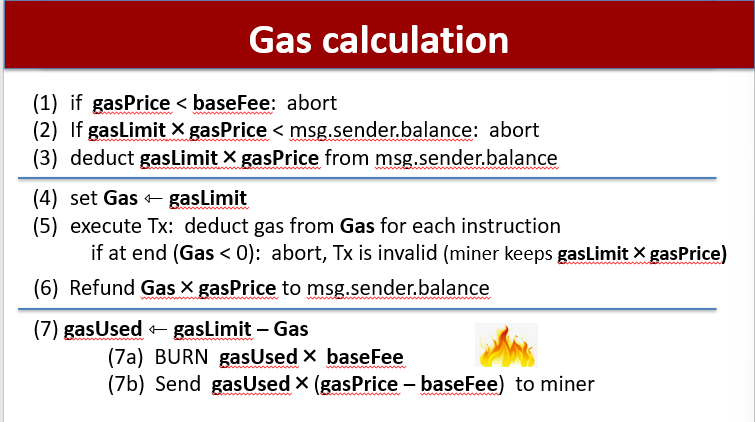 Gas calculation
(1) if gasPrice < baseFee: abort
(2) If gasLimit × gasPrice < msg.sender.balance: abort
(3) deduct gasLimit × gasPrice from msg.sender.balance
(4) set Gas ← gasLimit
(5) execute Tx: deduct gas from Gas for each instruction
if at end (Gas < 0): abort, Tx is invalid (miner keeps gasLimit × gasPrice)
(6) Refund Gas × gasPrice to msg.sender.balance
(7) gasUsed ← gasLimit – Gas
(7a) BURN gasUsed × baseFee
(7b) Send gasUsed × (gasPrice – baseFee) to miner